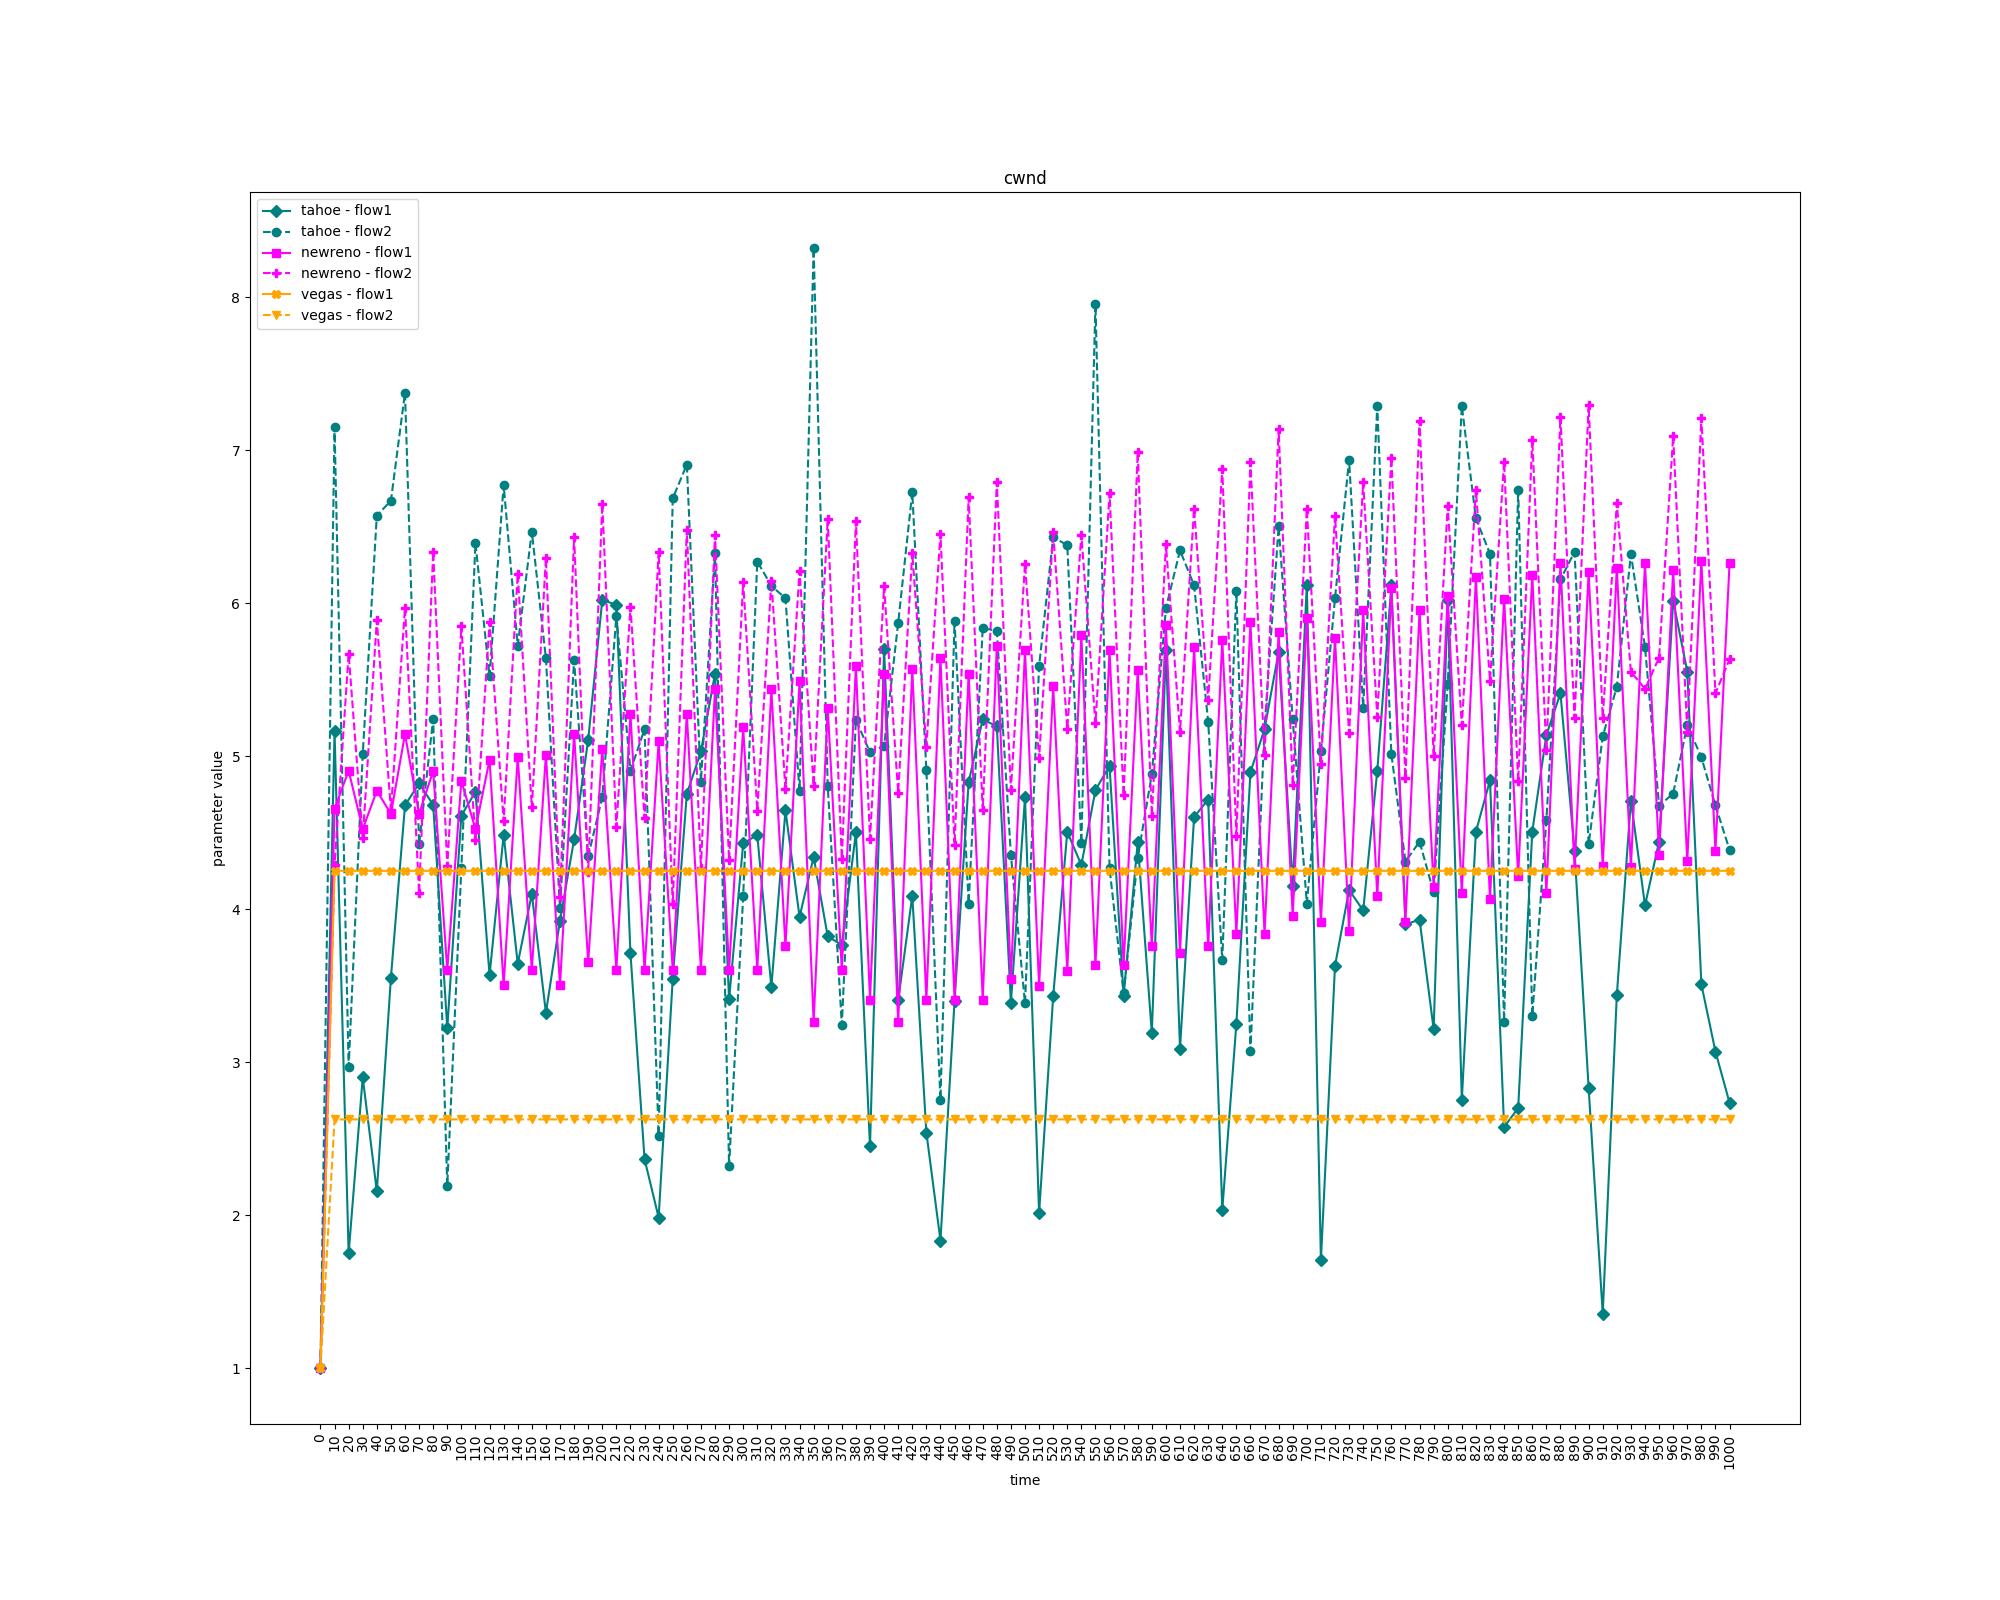 cwnd
tahoe - flow1
tahoe - flow2
newreno - flow1
newreno - flow2
vegas - flow1
vegas - flow2
parameter value
8
7
6
5
4
3
2
1
0 10 20 30 40 50 60 70 80 90 100 110 120 130 140 150 160 170 180 190 200 210 220 230 240 250 260 270 280 290 300 310 320 330 340 350 360 370 380 390 400 410 420 430 440 450 460 470 480 490 500 510 520 530 540 550 560 570 580 590 600 610 620 630 640 650 660 670 680 690 700 710 720 730 740 750 760 770 780 790 800 810 820 830 840 850 860 870 880 890 900 910 920 930 940 950 960 970 980 990 1000
time